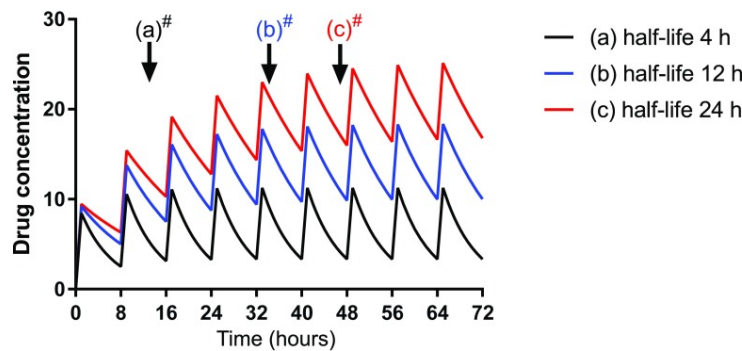 30
20
10
0
Drug concentration
(a)# (b)# (c)#
0 8 16 24 32 40 48 56 64 72
Time (hours)
(a) half-life 4 h
(b) half-life 12 h
(c) half-life 24 h